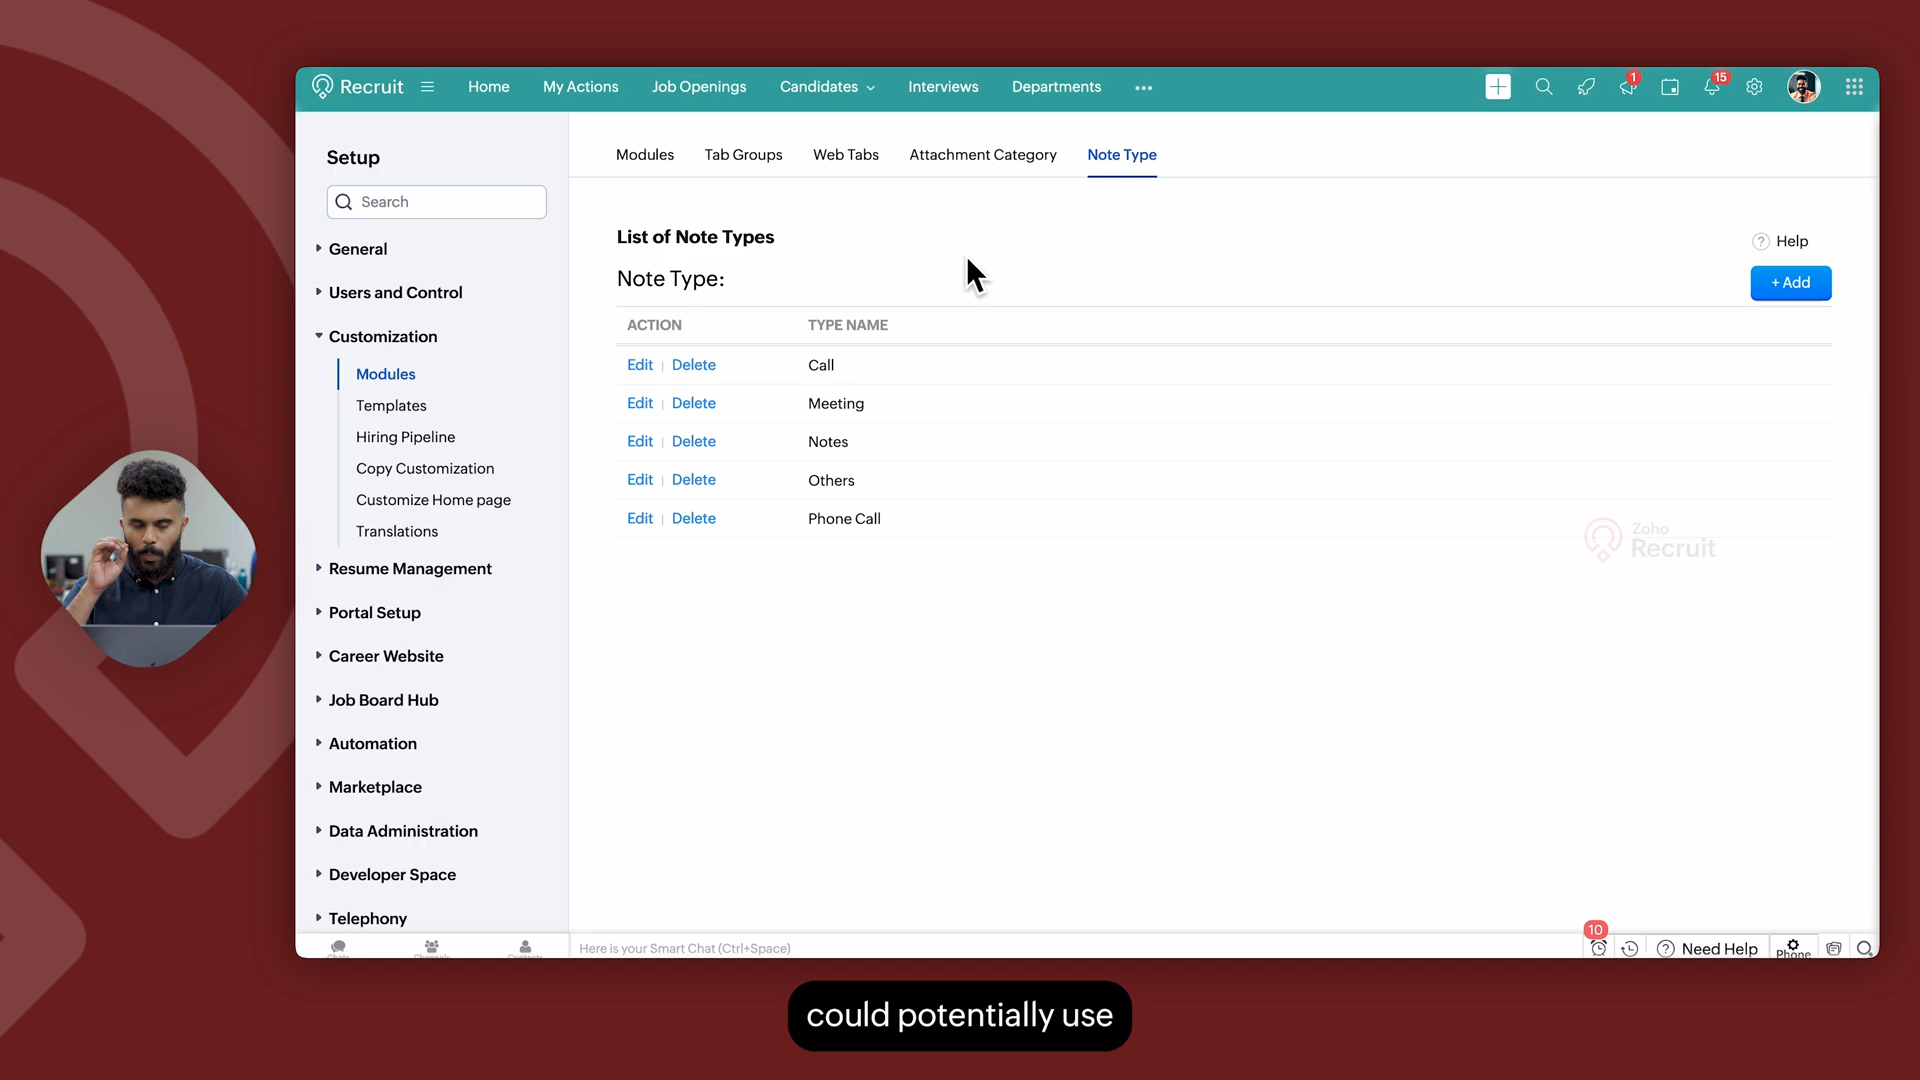 Recruit
Home
My Actions
Job Openings
Candidates
Interviews
Departments
1
15
Setup
Search
General
Users and Control
Customization
Modules
Templates
Hiring Pipeline
Copy Customization
Customize Home page
Translations
Resume Management
Portal Setup
Career Website
Job Board Hub
Automation
Marketplace
Data Administration
Developer Space
Telephony
Modules
Tab Groups
Web Tabs
Attachment Category
Note Type
List of Note Types
? Help
Note Type:
+ Add
ACTION TYPE NAME
Edit | Delete Call
Edit | Delete Meeting
Edit | Delete Notes
Edit | Delete Others
Edit | Delete Phone Call
Zoho
Recruit
Here is your Smart Chat (Ctrl+Space)
10
? Need Help
Phone
could potentially use